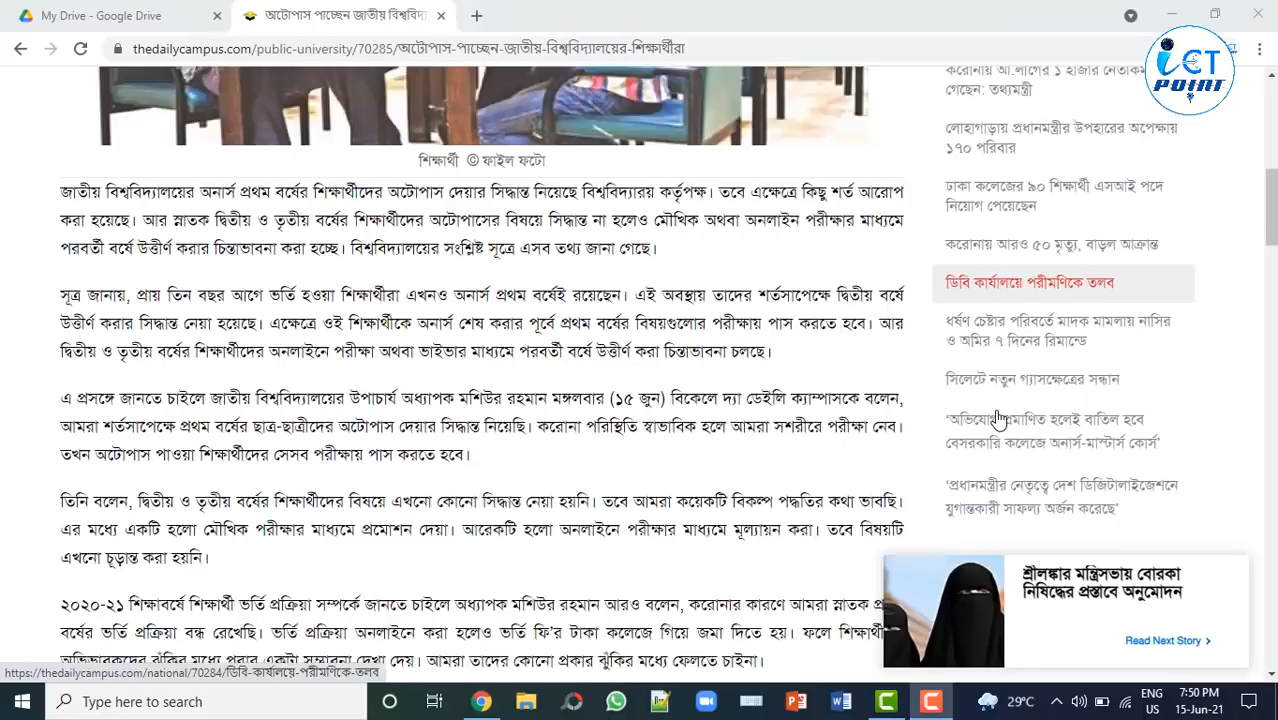 My Drive - Google Drive
অটোপাস পাচ্ছেন জাতীয় বিশ্ববিদ্য
thedailycampus.com/public-university/70285/অটোপাস-পাচ্ছেন-জাতীয়-বিশ্ববিদ্যালয়ের-শিক্ষার্থীরা
iCT
POINT
শিক্ষার্থী © ফাইল ফটো
জাতীয় বিশ্ববিদ্যালয়ের অনার্স প্রথম বর্ষের শিক্ষার্থীদের অটোপাস দেয়ার সিদ্ধান্ত নিয়েছে বিশ্ববিদ্যারয় কর্তৃপক্ষ। তবে এক্ষেত্রে কিছু শর্ত আরোপ
করা হয়েছে। আর স্নাতক দ্বিতীয় ও তৃতীয় বর্ষের শিক্ষার্থীদের অটোপাসের বিষয়ে সিদ্ধান্ত না হলেও মৌখিক অথবা অনলাইন পরীক্ষার মাধ্যমে
পরবর্তী বর্ষে উত্তীর্ণ করার চিন্তাভাবনা করা হচ্ছে। বিশ্ববিদ্যালয়ের সংশ্লিষ্ট সূত্রে এসব তথ্য জানা গেছে।
সূত্র জানায়, প্রায় তিন বছর আগে ভর্তি হওয়া শিক্ষার্থীরা এখনও অনার্স প্রথম বর্ষেই রয়েছেন। এই অবস্থায় তাদের শর্তসাপেক্ষে দ্বিতীয় বর্ষে
উত্তীর্ণ করার সিদ্ধান্ত নেয়া হয়েছে। এক্ষেত্রে ওই শিক্ষার্থীকে অনার্স শেষ করার পূর্বে প্রথম বর্ষের বিষয়গুলোর পরীক্ষায় পাস করতে হবে। আর
দ্বিতীয় ও তৃতীয় বর্ষের শিক্ষার্থীদের অনলাইনে পরীক্ষা অথবা ভাইভার মাধ্যমে পরবর্তী বর্ষে উত্তীর্ণ করা চিন্তাভাবনা চলছে।
এ প্রসঙ্গে জানতে চাইলে জাতীয় বিশ্ববিদ্যালয়ের উপাচার্য অধ্যাপক মশিউর রহমান মঙ্গলবার (১৫ জুন) বিকেলে দ্যা ডেইলি ক্যাম্পাসকে বলেন,
আমরা শর্তসাপেক্ষে প্রথম বর্ষের ছাত্র-ছাত্রীদের অটোপাস দেয়ার সিদ্ধান্ত নিয়েছি। করোনা পরিস্থিতি স্বাভাবিক হলে আমরা সশরীরে পরীক্ষা নেব।
তখন অটোপাস পাওয়া শিক্ষার্থীদের সেসব পরীক্ষায় পাস করতে হবে।
তিনি বলেন, দ্বিতীয় ও তৃতীয় বর্ষের শিক্ষার্থীদের বিষয়ে এখনো কোনো সিদ্ধান্ত নেয়া হয়নি। তবে আমরা কয়েকটি বিকল্প পদ্ধতির কথা ভাবছি।
এর মধ্যে একটি হলো মৌখিক পরীক্ষার মাধ্যমে প্রমোশন দেয়া। আরেকটি হলো অনলাইনে পরীক্ষার মাধ্যমে মূল্যায়ন করা। তবে বিষয়টি
এখনো চূড়ান্ত করা হয়নি।
২০২০-২১ শিক্ষাবর্ষে শিক্ষার্থী ভর্তি প্রক্রিয়া সম্পর্কে জানতে চাইলে অধ্যাপক মশিউর রহমান আরও বলেন, করোনার কারণে আমরা স্নাতক
বর্ষের ভর্তি প্রক্রিয়া বন্ধ রেখেছি। ভর্তি প্রক্রিয়া অনলাইনে করা হলেও ভর্তি ফি'র টাকা কলেজে গিয়ে জমা দিতে হয়। ফলে
অভিভাবকদের ঝুঁকির মধ্যে পরার একটা সম্ভাবনা দেখা দেয়। আমরা তাদের কোনো প্রকার ঝুঁকির মধ্যে ফেলতে চাইনা।
করোনায় আ.লীগের ১ হাজার নেতাকর্মী
গেছেন: তথ্যমন্ত্রী
লোহাগাড়ায় প্রধানমন্ত্রীর উপহারের অপেক্ষায়
১৭০ পরিবার
ঢাকা কলেজের ৯০ শিক্ষার্থী এসআই পদে
নিয়োগ পেয়েছেন
করোনায় আরও ৫০ মৃত্যু, বাড়ল আক্রান্ত
ডিবি কার্যালয়ে পরীমণিকে তলব
ধর্ষণ চেষ্টার পরিবর্তে মাদক মামলায় নাসির
ও অমির ৭ দিনের রিমান্ডে
সিলেটে নতুন গ্যাসক্ষেত্রের সন্ধান
'অভিযোগ প্রমাণিত হলেই বাতিল হবে
বেসরকারি কলেজে অনার্স-মাস্টার্স কোর্স'
'প্রধানমন্ত্রীর নেতৃত্বে দেশ ডিজিটালাইজেশনে
যুগান্তকারী সাফল্য অর্জন করেছে'
শ্রীলঙ্কার মন্ত্রিসভায় বোরকা
নিষিদ্ধের প্রস্তাবে অনুমোদন
Read Next Story
https://thedailycampus.com/national/70284/ডিবি-কার্যালয়ে-পরীমণিকে-তলব
Type here to search
29°C
ENG
US
7:50 PM
15-Jun-21